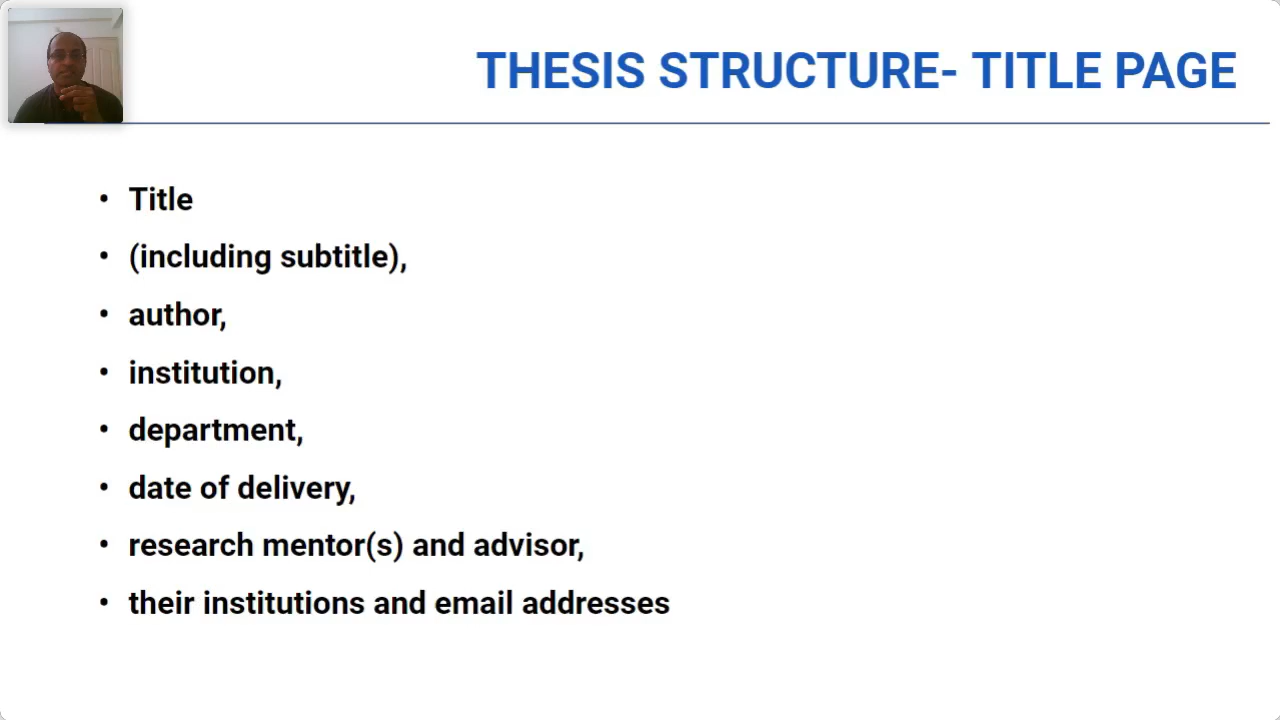 THESIS STRUCTURE- TITLE PAGE
• Title
• (including subtitle),
• author,
• institution,
• department,
• date of delivery,
• research mentor(s) and advisor,
• their institutions and email addresses